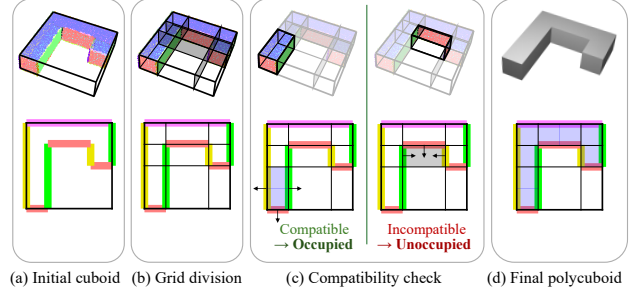 Compatible
→ Occupied
Incompatible
→ Unoccupied
(a) Initial cuboid
(b) Grid division
(c) Compatibility check
(d) Final polycuboid